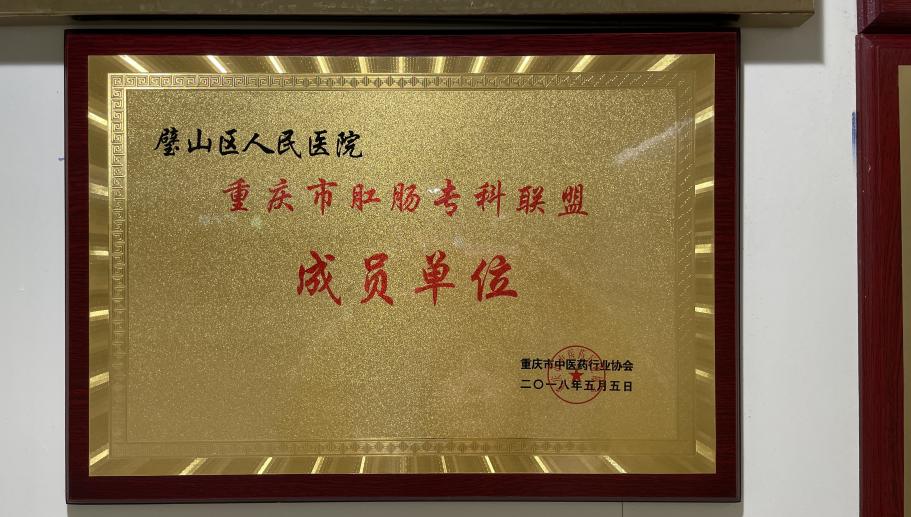 璧山区人民医院
重庆市肛肠专科联盟
成员单位
重庆市中医药行业协会
二〇一八年五月五日